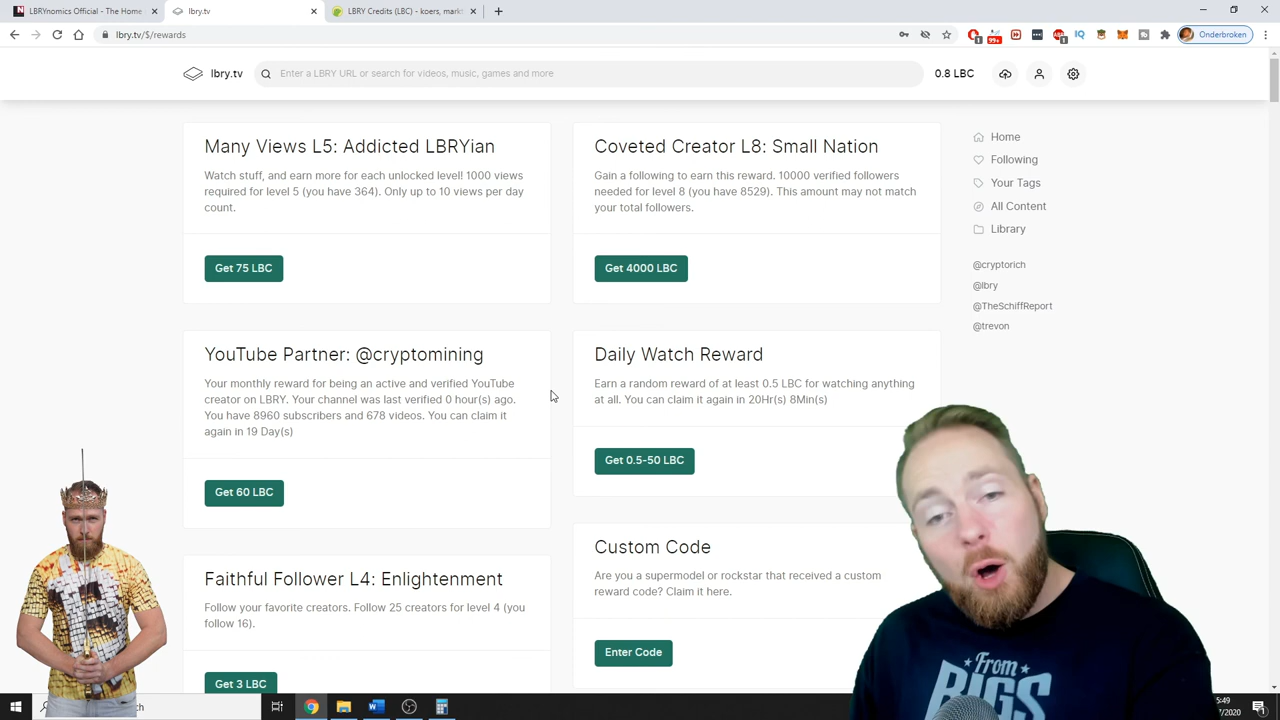 LBRYnomics Official - The Home
lbry.tv
LBRY Credits (LBC) - koers, mark
lbry.tv/$/rewards
99+
1
1
IQ
Onderbroken
lbry.tv
Enter a LBRY URL or search for videos, music, games and more
0.8 LBC
Many Views L5: Addicted LBRYian
Watch stuff, and earn more for each unlocked level! 1000 views
required for level 5 (you have 364). Only up to 10 views per day
count.
Get 75 LBC
Coveted Creator L8: Small Nation
Gain a following to earn this reward. 10000 verified followers
needed for level 8 (you have 8529). This amount may not match
your total followers.
Get 4000 LBC
Home
Following
Your Tags
All Content
Library
@cryptorich
@lbry
@TheSchiffReport
@trevon
YouTube Partner: @cryptomining
Your monthly reward for being an active and verified YouTube
creator on LBRY. Your channel was last verified 0 hour(s) ago.
You have 8960 subscribers and 678 videos. You can claim it
again in 19 Day(s)
Get 60 LBC
Daily Watch Reward
Earn a random reward of at least 0.5 LBC for watching anything
at all. You can claim it again in 20Hr(s) 8Min(s)
Get 0.5-50 LBC
Faithful Follower L4: Enlightenment
Follow your favorite creators. Follow 25 creators for level 4 (you
follow 16).
Get 3 LBC
Custom Code
Are you a supermodel or rockstar that received a custom
reward code? Claim it here.
Enter Code
From
RIGS
ch
5:49
/2020
1